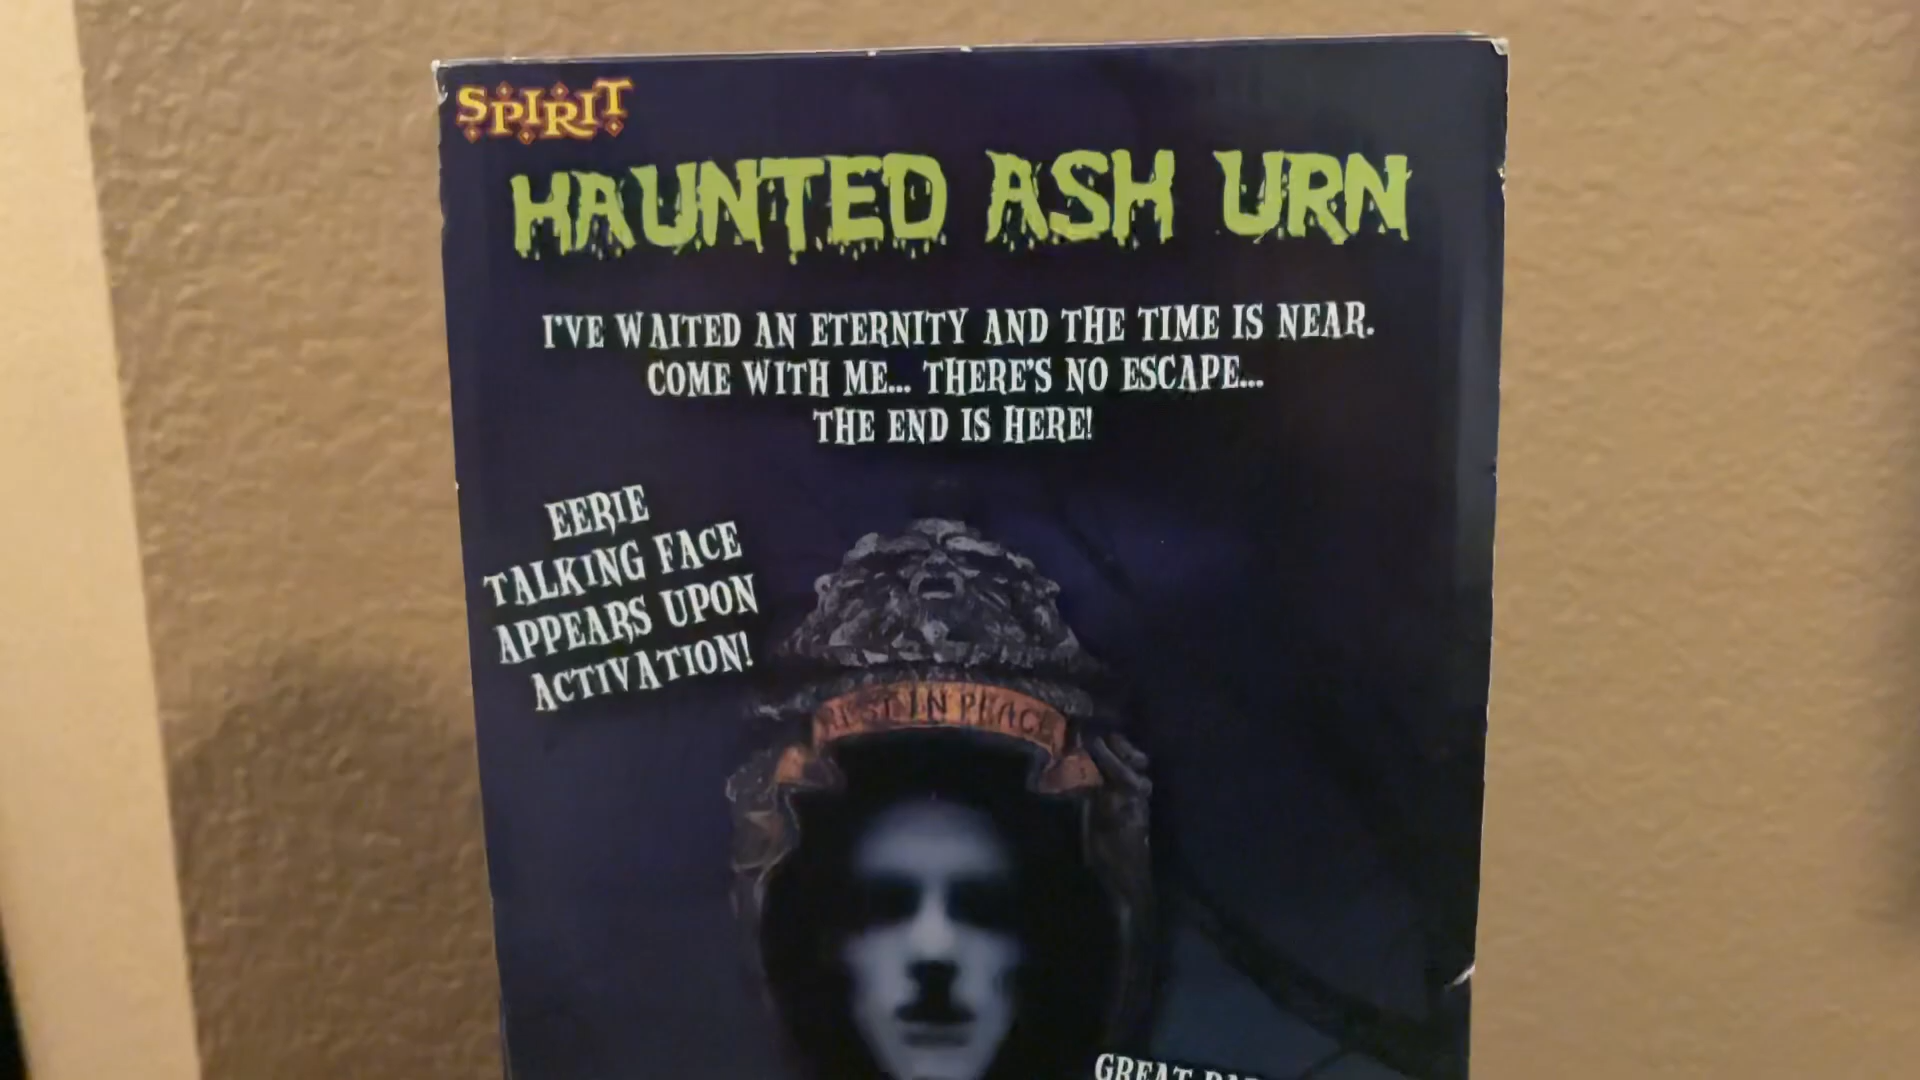 SPIRIT
HAUNTED ASH URN
I'VE WAITED AN ETERNITY AND THE TIME IS NEAR.
COME WITH ME... THERE'S NO ESCAPE...
THE END IS HERE!
EERIE
TALKING FACE
APPEARS UPON
ACTIVATION!
REST IN PEACE
GREAT